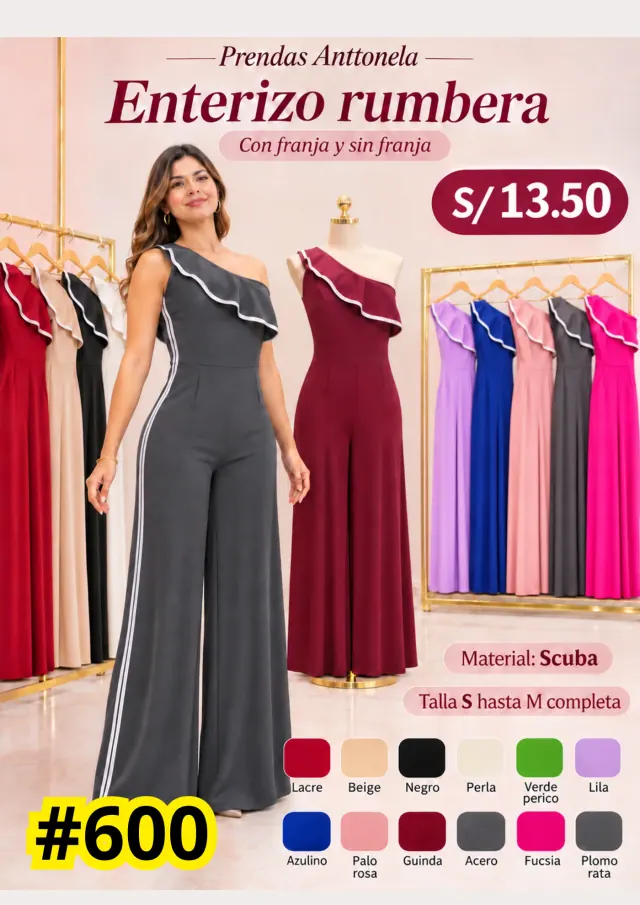 Prendas Anttonela
Enterizo rumbera
Con franja y sin franja
S/ 13.50
Material: Scuba
Talla S hasta M completa
Lacre Beige Negro Perla Verde perico Lila
Azulino Palo rosa Guinda Acero Fucsia Plomo rata
#600